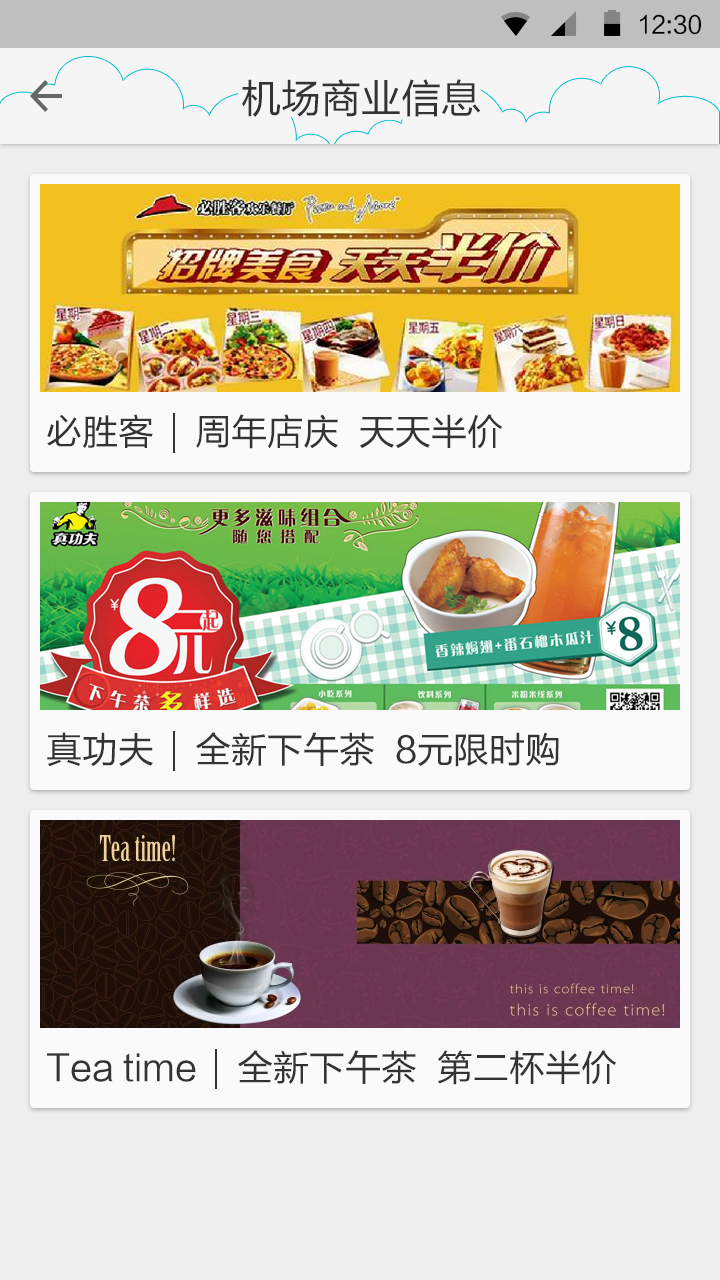 12:30
机场商业信息
必胜客欢乐餐厅 Pizza and More
招牌美食 天天半价
星期一 星期二 星期三 星期四 星期五 星期六 星期日
必胜客 | 周年店庆 天天半价
真功夫
更多滋味组合
随您搭配
¥8元起
香辣焗翅+番石榴木瓜汁 ¥8
下午茶多样选
小吃系列 饮料系列 米粉米线系列
真功夫 | 全新下午茶 8元限时购
Tea time!
this is coffee time!
this is coffee time!
Tea time | 全新下午茶 第二杯半价